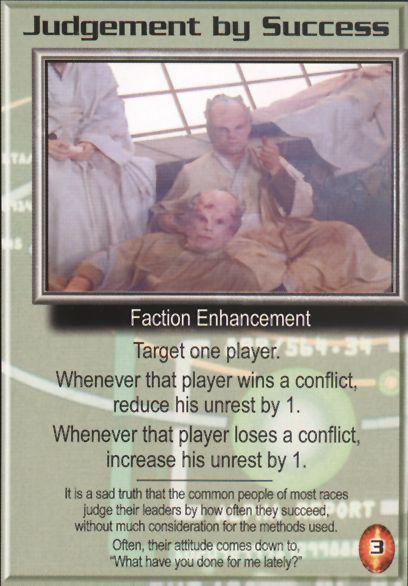 Judgement by Success
Faction Enhancement
Target one player.
Whenever that player wins a conflict,
reduce his unrest by 1.
Whenever that player loses a conflict,
increase his unrest by 1.
It is a sad truth that the common people of most races
judge their leaders by how often they succeed,
without much consideration for the methods used.
Often, their attitude comes down to,
"What have you done for me lately?"
3